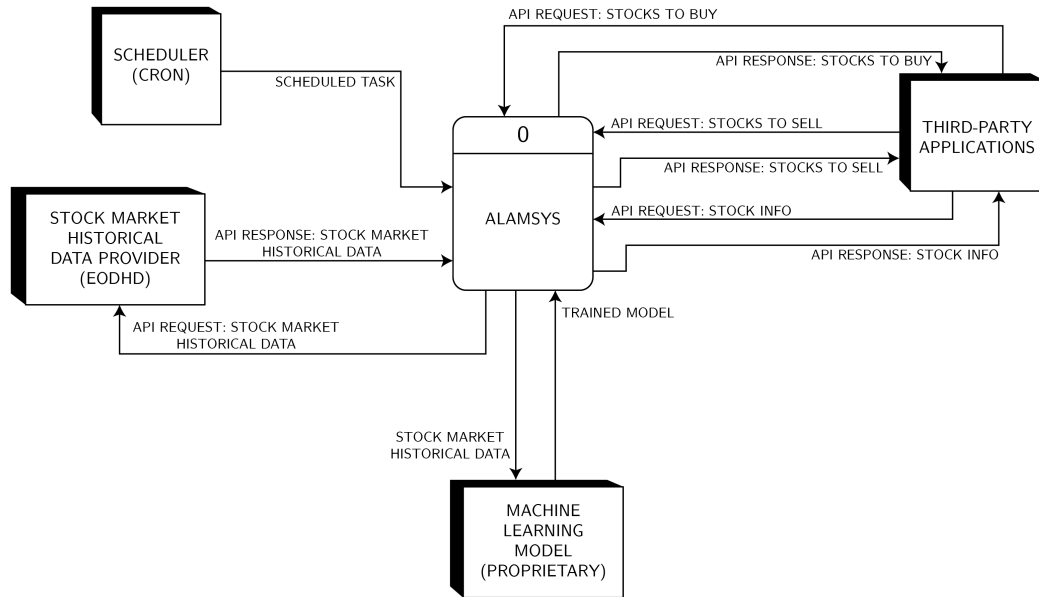 API REQUEST: STOCKS TO BUY
SCHEDULER
(CRON)
API RESPONSE: STOCKS TO BUY
SCHEDULED TASK
0
API REQUEST: STOCKS TO SELL
THIRD-PARTY
APPLICATIONS
API RESPONSE: STOCKS TO SELL
STOCK MARKET
HISTORICAL
DATA PROVIDER
(EODHD)
API RESPONSE: STOCK MARKET
HISTORICAL DATA
ALAMSYS
API REQUEST: STOCK INFO
API RESPONSE: STOCK INFO
API REQUEST: STOCK MARKET
HISTORICAL DATA
TRAINED MODEL
STOCK MARKET
HISTORICAL DATA
MACHINE
LEARNING
MODEL
(PROPRIETARY)